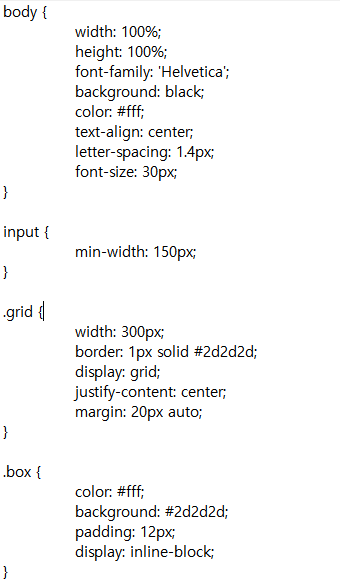 body {
width: 100%;
height: 100%;
font-family: 'Helvetica';
background: black;
color: #fff;
text-align: center;
letter-spacing: 1.4px;
font-size: 30px;
}
input {
min-width: 150px;
}
.grid {
width: 300px;
border: 1px solid #2d2d2d;
display: grid;
justify-content: center;
margin: 20px auto;
}
.box {
color: #fff;
background: #2d2d2d;
padding: 12px;
display: inline-block;
}